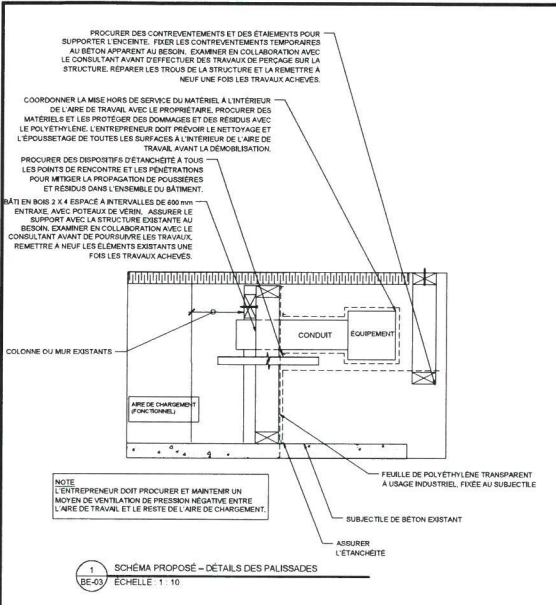 PROCURER DES CONTREVENTEMENTS ET DES ÉTAIEMENTS POUR
SUPPORTER L'ENCEINTE. FIXER LES CONTREVENTEMENTS TEMPORAIRES
AU BÉTON APPARENT AU BESOIN. EXAMINER EN COLLABORATION AVEC
LE CONSULTANT AVANT D'EFFECTUER DES TRAVAUX DE PERÇAGE SUR LA
STRUCTURE. RÉPARER LES TROUS DE LA STRUCTURE ET LA REMETTRE À
NEUF UNE FOIS LES TRAVAUX ACHEVÉS.
COORDONNER LA MISE HORS DE SERVICE DU MATÉRIEL À L'INTÉRIEUR
DE L'AIRE DE TRAVAIL AVEC LE PROPRIÉTAIRE, PROCURER DES
MATÉRIELS ET LES PROTÉGER DES DOMMAGES ET DES RÉSIDUS AVEC
LE POLYÉTHYLÈNE. L'ENTREPRENEUR DOIT PRÉVOIR LE NETTOYAGE ET
L'ÉPOUSSETAGE DE TOUTES LES SURFACES À L'INTÉRIEUR DE L'AIRE DE
TRAVAIL AVANT LA DÉMOBILISATION.
PROCURER DES DISPOSITIFS D'ÉTANCHÉITÉ À TOUS
LES POINTS DE RENCONTRE ET LES PÉNÉTRATIONS
POUR MITIGER LA PROPAGATION DE POUSSIÈRES
ET RÉSIDUS DANS L'ENSEMBLE DU BÂTIMENT.
BÂTI EN BOIS 2 X 4 ESPACÉ À INTERVALLES DE 600 mm
ENTRAXE, AVEC POTEAUX DE VÉRIN. ASSURER LE
SUPPORT AVEC LA STRUCTURE EXISTANTE AU
BESOIN. EXAMINER EN COLLABORATION AVEC LE
CONSULTANT AVANT DE POURSUIVRE LES TRAVAUX.
REMETTRE À NEUF LES ÉLÉMENTS EXISTANTS UNE
FOIS LES TRAVAUX ACHEVÉS.
CONDUIT
ÉQUIPEMENT
COLONNE OU MUR EXISTANTS
AIRE DE CHARGEMENT
(FONCTIONNEL)
FEUILLE DE POLYÉTHYLÈNE TRANSPARENT
À USAGE INDUSTRIEL, FIXÉE AU SUBJECTILE
NOTE
L'ENTREPRENEUR DOIT PROCURER ET MAINTENIR UN
MOYEN DE VENTILATION DE PRESSION NÉGATIVE ENTRE
L'AIRE DE TRAVAIL ET LE RESTE DE L'AIRE DE CHARGEMENT.
SUBJECTILE DE BÉTON EXISTANT
ASSURER
L'ÉTANCHÉITÉ
1
BE-03
SCHÉMA PROPOSÉ – DÉTAILS DES PALISSADES
ÉCHELLE : 1 : 10